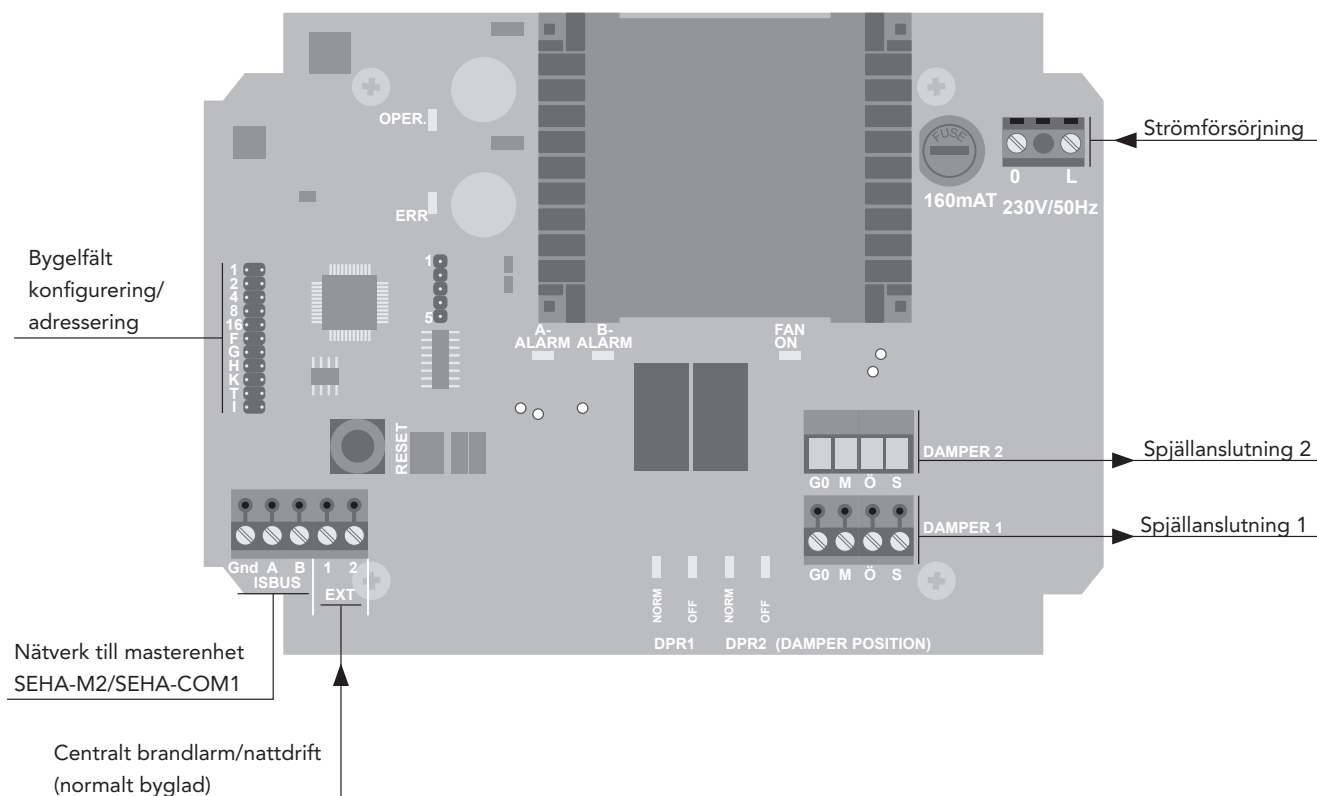 OPER.
FUSE
Strömförsörjning
0 L
160mAT 230V/50Hz
ERR
Bygelfält
konfigurering/
adressering
1
2
4
8
16
F
G
H
K
T
I
1
5
A-
ALARM
B-
ALARM
FAN
ON
RESET
DAMPER 2
Spjällanslutning 2
G0 M Ö S
DAMPER 1
Spjällanslutning 1
G0 M Ö S
Gnd A B 1 2
ISBUS
EXT
NORM
OFF
NORM
OFF
DPR1 DPR2 (DAMPER POSITION)
Nätverk till masterenhet
SEHA-M2/SEHA-COM1
Centralt brandlarm/nattdrift
(normalt byglad)